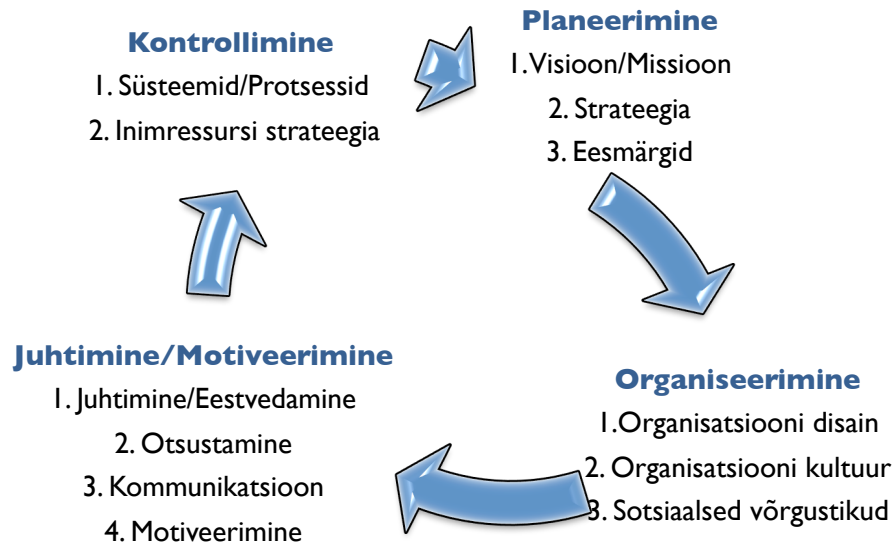 Kontrollimine
1. Süsteemid/Protsessid
2. Inimressursi strateegia
Planeerimine
1. Visioon/Missioon
2. Strateegia
3. Eesmärgid
Organiseerimine
1.Organisatsiooni disain
2. Organisatsiooni kultuur
3. Sotsiaalsed võrgustikud
Juhtimine/Motiveerimine
1. Juhtimine/Eestvedamine
2. Otsustamine
3. Kommunikatsioon
4. Motiveerimine